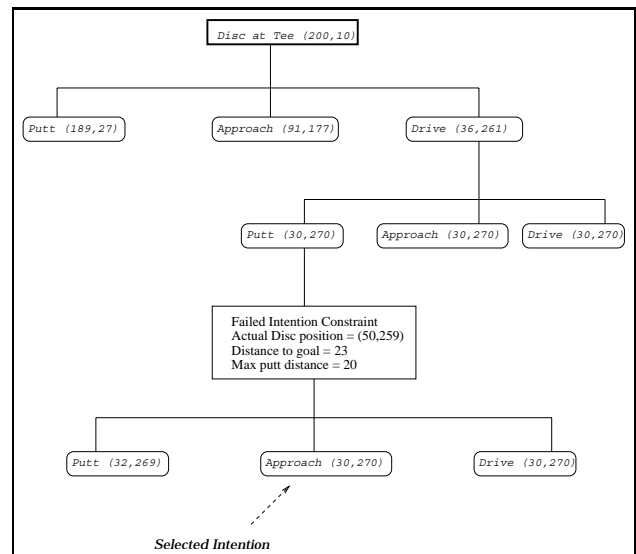 Disc at Tee (200,10)
Putt (189,27)
Approach (91,177)
Drive (36,261)
Putt (30,270)
Approach (30,270)
Drive (30,270)
Failed Intention Constraint
Actual Disc position = (50,259)
Distance to goal = 23
Max putt distance = 20
Putt (32,269)
Approach (30,270)
Drive (30,270)
Selected Intention